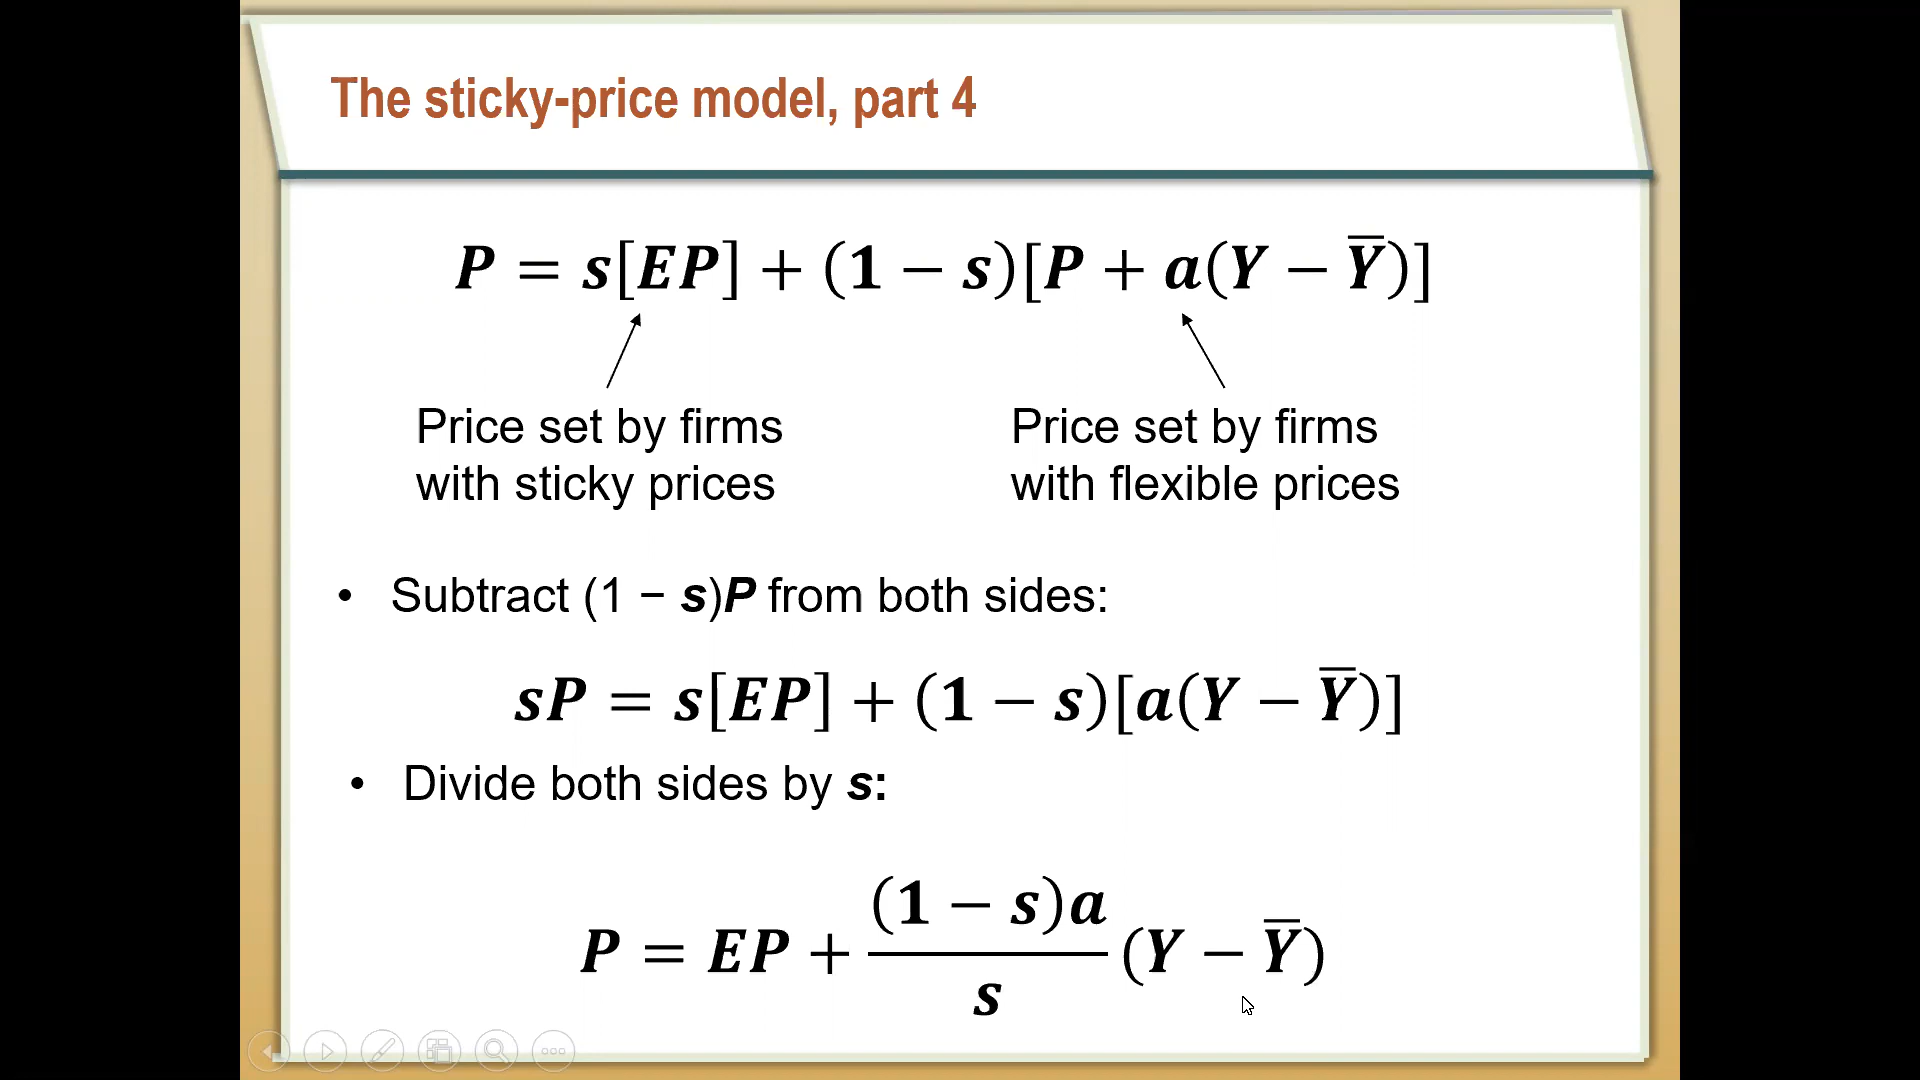 The sticky-price model, part 4
P = s[EP] + (1 − s)[P + a(Y − Y̅)]
Price set by firms
with sticky prices
Price set by firms
with flexible prices
• Subtract (1 − s)P from both sides:
sP = s[EP] + (1 − s)[a(Y − Y̅)]
• Divide both sides by s:
P = EP + \frac{(1 − s)a}{s} (Y − Y̅)